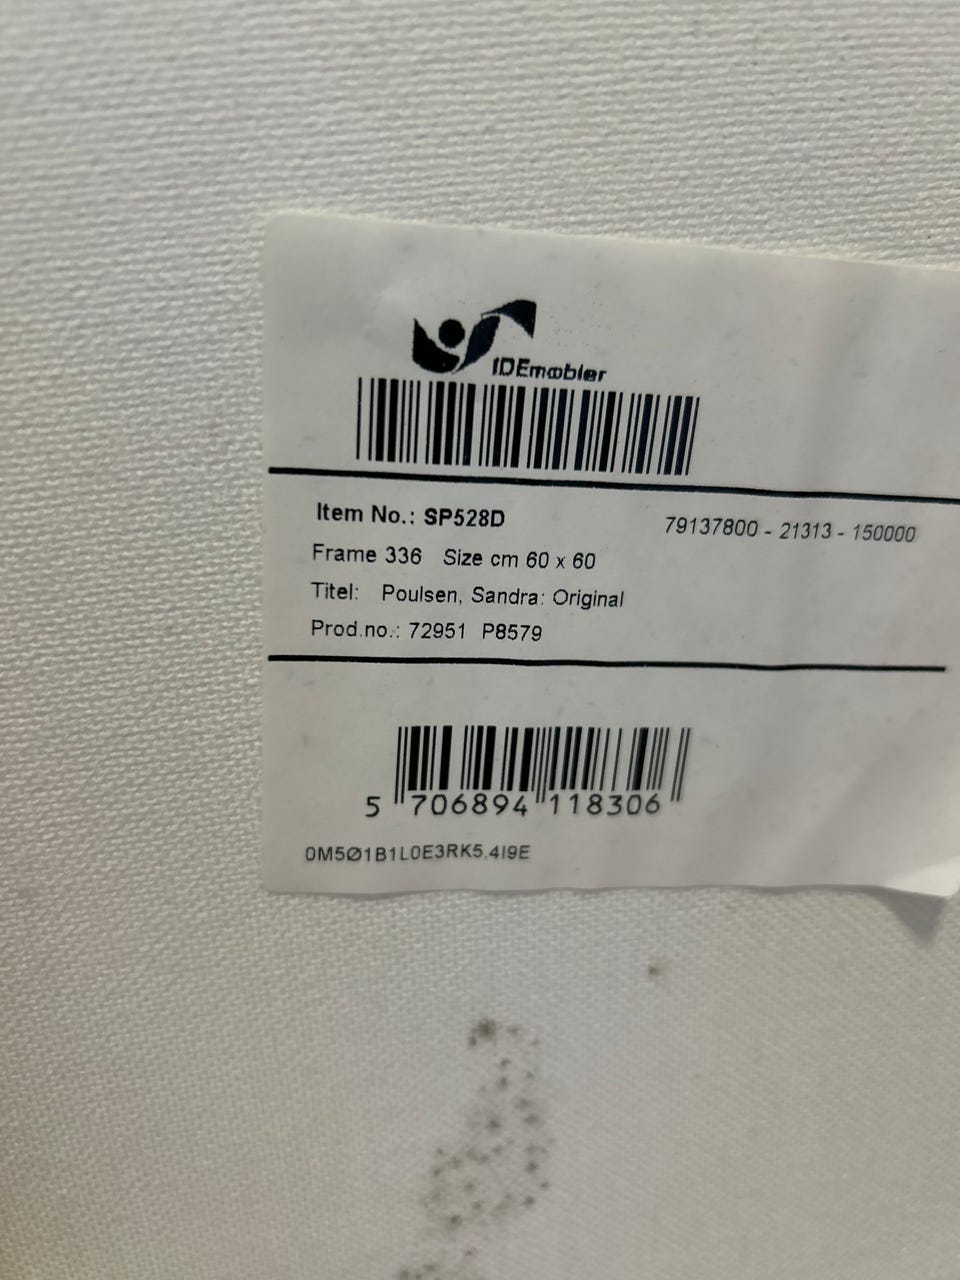 IDEmøbler
Item No.: SP528D
79137800 - 21313 - 150000
Frame 336 Size cm 60 x 60
Titel: Poulsen, Sandra: Original
Prod.no.: 72951 P8579
5 706894 118306
0M5Ø1B1L0E3RK5.4I9E